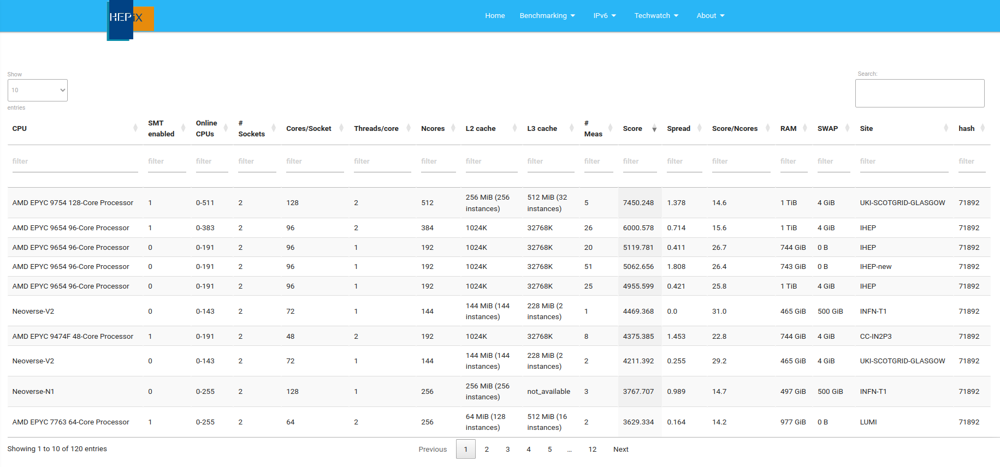 HEPiX
Home Benchmarking IPv6 Techwatch About
Show
10
entries
Search:
CPU SMT enabled Online CPUs # Sockets Cores/Socket Threads/core Ncores L2 cache L3 cache # Meas Score Spread Score/Ncores RAM SWAP Site hash
filter filter filter filter filter filter filter filter filter filter filter filter filter filter filter filter filter
AMD EPYC 9754 128-Core Processor 1 0-511 2 128 2 512 256 MiB (256 instances) 512 MiB (32 instances) 5 7450.248 1.378 14.6 1 TiB 4 GiB UKI-SCOTGRID-GLASGOW 71892
AMD EPYC 9654 96-Core Processor 1 0-383 2 96 2 384 1024K 32768K 26 6000.578 0.714 15.6 1 TiB 4 GiB IHEP 71892
AMD EPYC 9654 96-Core Processor 0 0-191 2 96 1 192 1024K 32768K 20 5119.781 0.411 26.7 744 GiB 0 B IHEP 71892
AMD EPYC 9654 96-Core Processor 0 0-191 2 96 1 192 1024K 32768K 51 5062.656 1.808 26.4 743 GiB 0 B IHEP-new 71892
AMD EPYC 9654 96-Core Processor 0 0-191 2 96 1 192 1024K 32768K 25 4955.599 0.421 25.8 1 TiB 4 GiB IHEP 71892
Neoverse-V2 0 0-143 2 72 1 144 144 MiB (144 instances) 228 MiB (2 instances) 1 4469.368 0.0 31.0 465 GiB 500 GiB INFN-T1 71892
AMD EPYC 9474F 48-Core Processor 1 0-191 2 48 2 192 1024K 32768K 8 4375.385 1.453 22.8 744 GiB 4 GiB CC-IN2P3 71892
Neoverse-V2 0 0-143 2 72 1 144 144 MiB (144 instances) 228 MiB (2 instances) 2 4211.392 0.255 29.2 465 GiB 4 GiB UKI-SCOTGRID-GLASGOW 71892
Neoverse-N1 0 0-255 2 128 1 256 256 MiB (256 instances) not_available 3 3767.707 0.989 14.7 497 GiB 500 GiB INFN-T1 71892
AMD EPYC 7763 64-Core Processor 1 0-255 2 64 2 256 64 MiB (128 instances) 512 MiB (16 instances) 2 3629.334 0.164 14.2 977 GiB 0 B LUMI 71892
Showing 1 to 10 of 120 entries Previous 1 2 3 4 5 … 12 Next